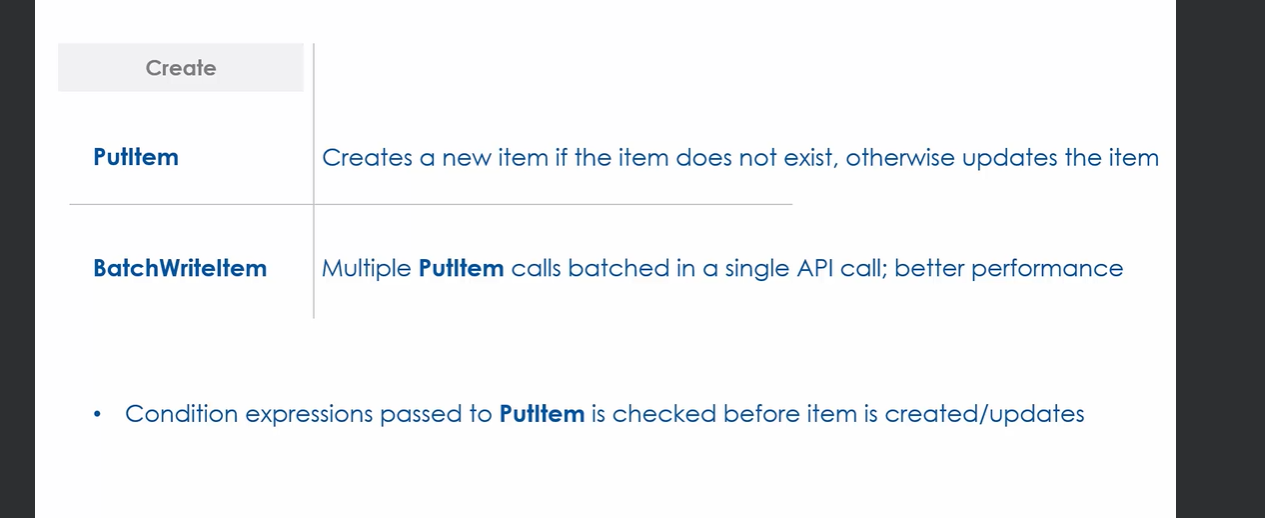 Create
PutItem
Creates a new item if the item does not exist, otherwise updates the item
BatchWriteItem
Multiple PutItem calls batched in a single API call; better performance
• Condition expressions passed to PutItem is checked before item is created/updates